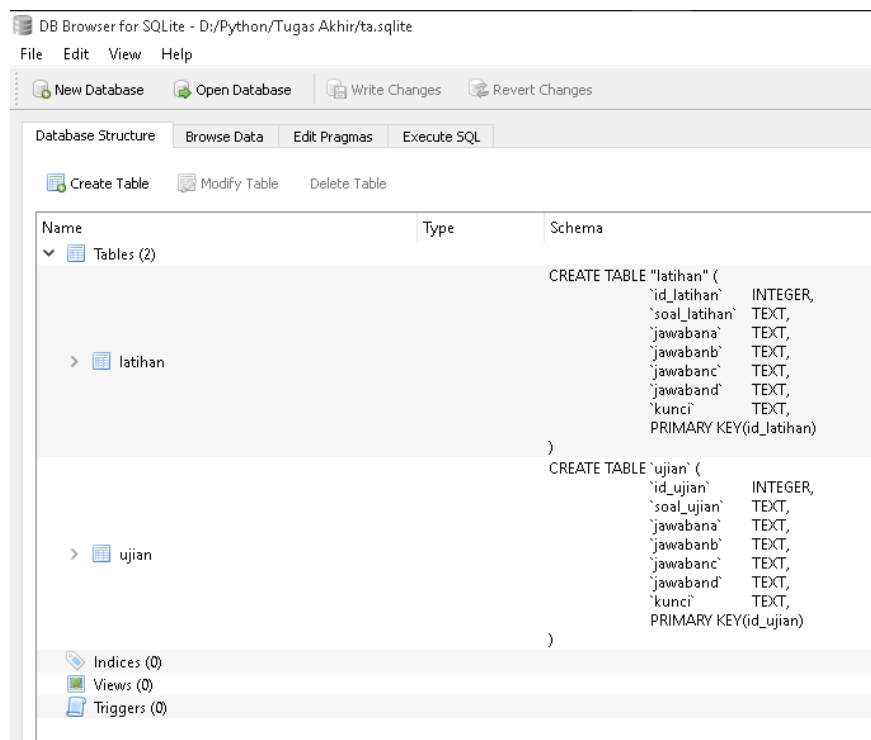 DB Browser for SQLite - D:/Python/Tugas Akhir/ta.sqlite
File Edit View Help
New Database Open Database Write Changes Revert Changes
Database Structure Browse Data Edit Pragmas Execute SQL
Create Table Modify Table Delete Table
Name Type Schema
Tables (2)
latihan
CREATE TABLE "latihan" (
`id_latihan` INTEGER,
`soal_latihan` TEXT,
`jawabana` TEXT,
`jawabanb` TEXT,
`jawabanc` TEXT,
`jawaband` TEXT,
`kunci` TEXT,
PRIMARY KEY(id_latihan)
)
ujian
CREATE TABLE `ujian` (
`id_ujian` INTEGER,
`soal_ujian` TEXT,
`jawabana` TEXT,
`jawabanb` TEXT,
`jawabanc` TEXT,
`jawaband` TEXT,
`kunci` TEXT,
PRIMARY KEY(id_ujian)
)
Indices (0)
Views (0)
Triggers (0)